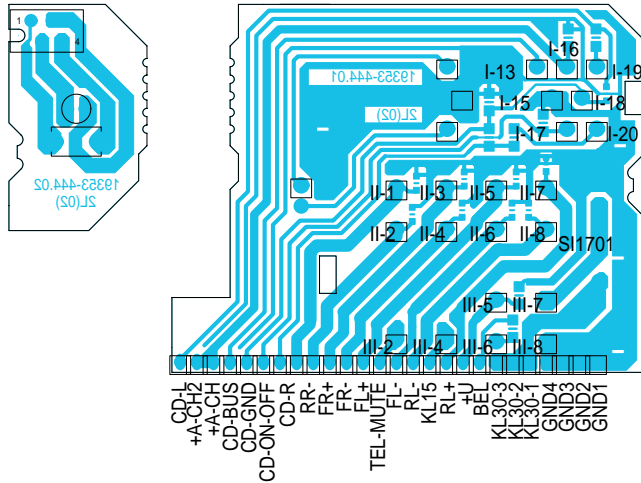 1
4
19353-444.02
2L(02)
19353-444.01
2L(02)
I-16
I-13
I-19
I-15
I-18
I-17
I-20
II-1
II-3
II-5
II-7
II-2
II-4
II-6
II-8
SI1701
III-5
III-7
III-2
III-4
III-6
III-8
CD-L
+A-CH2
+A-CH
CD-BUS
CD-GND
CD-ON-OFF
CD-R
RR-
FR+
FR-
FL+
TEL-MUTE
FL-
RL-
KL15
RL+
+U
BEL
KL30-3
KL30-2
KL30-1
GND4
GND3
GND2
GND1